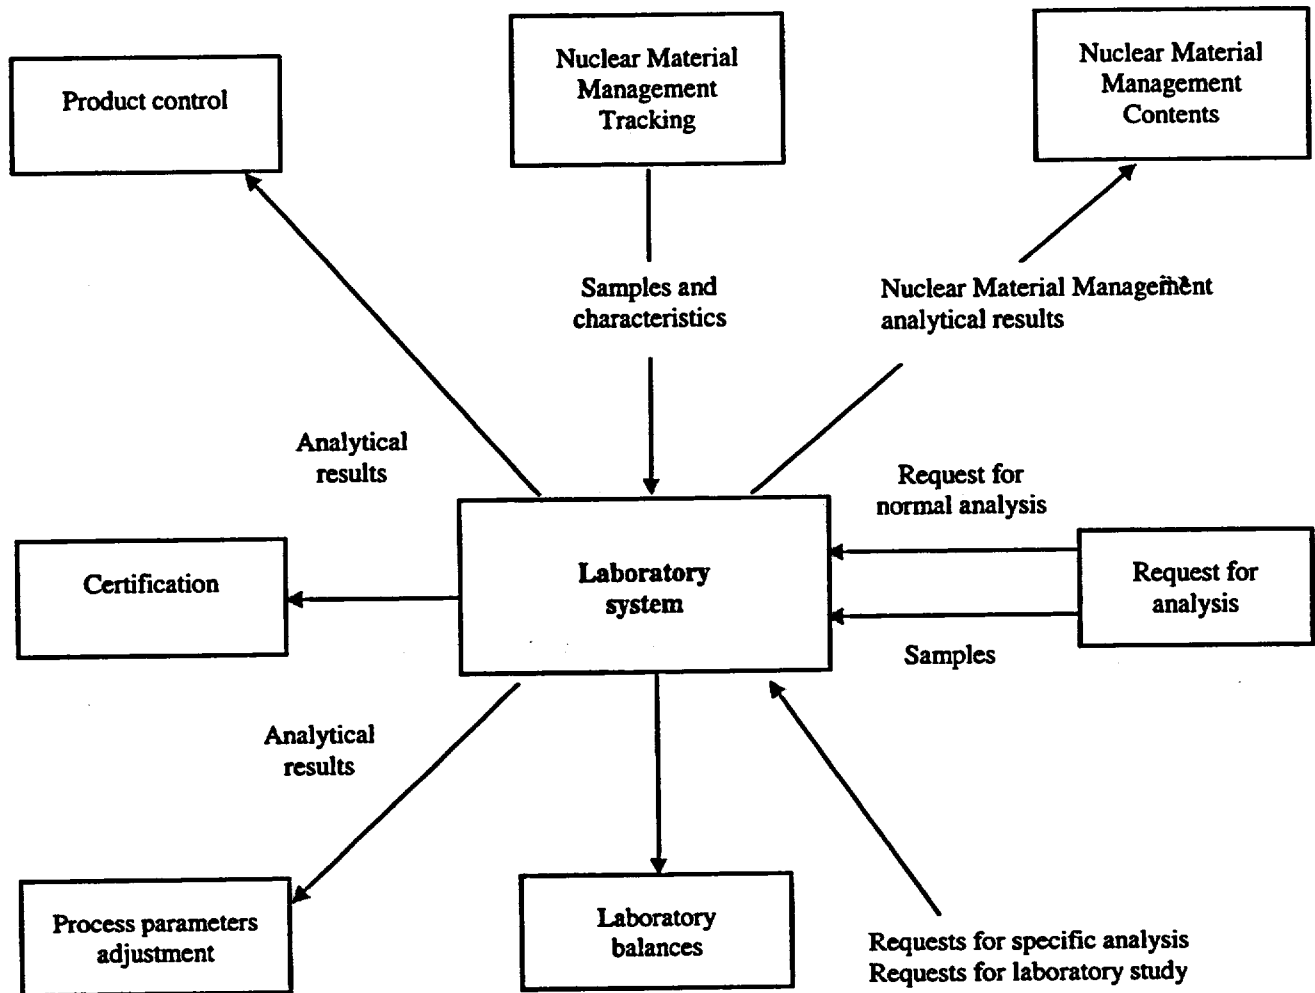 Product control
Nuclear Material
Management
Tracking
Nuclear Material
Management
Contents
Samples and
characteristics
Nuclear Material Management
analytical results
Analytical
results
Request for
normal analysis
Certification
Laboratory
system
Request for
analysis
Samples
Analytical
results
Process parameters
adjustment
Laboratory
balances
Requests for specific analysis
Requests for laboratory study